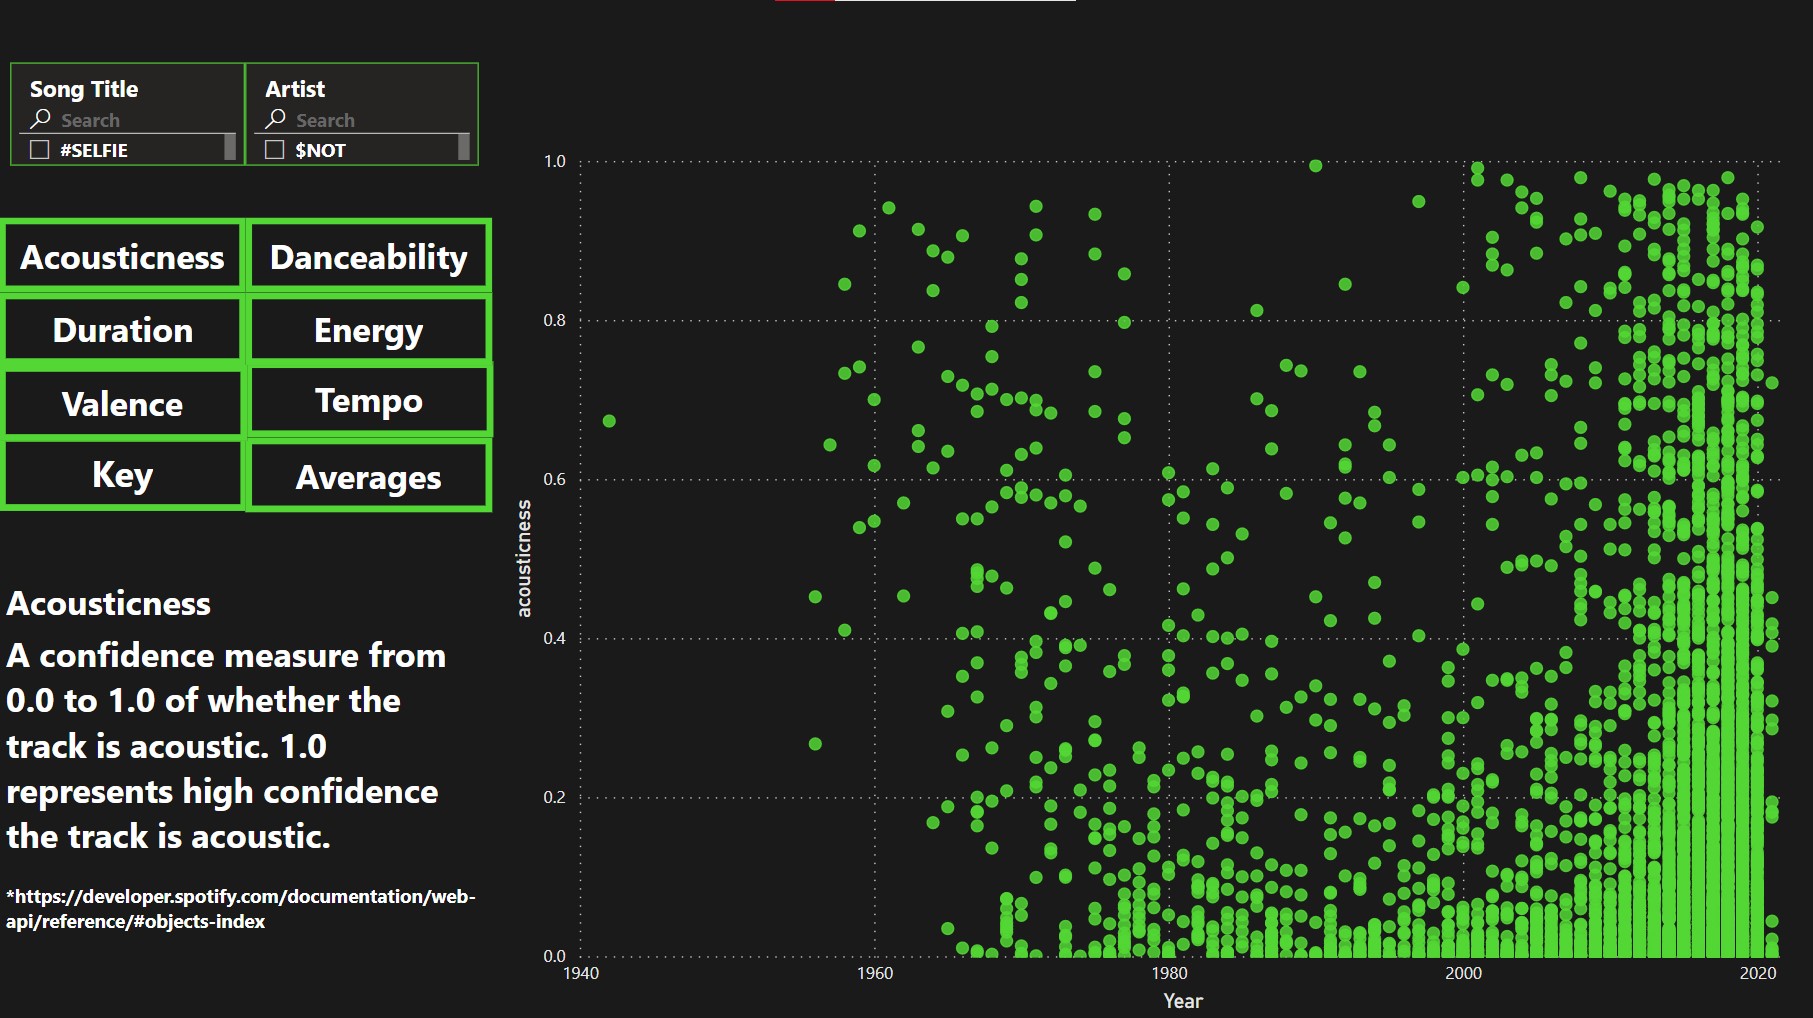 Song Title
Search
#SELFIE
Artist
Search
$NOT
Acousticness
Danceability
Duration
Energy
Valence
Tempo
Key
Averages
Acousticness
A confidence measure from
0.0 to 1.0 of whether the
track is acoustic. 1.0
represents high confidence
the track is acoustic.
*https://developer.spotify.com/documentation/web-
api/reference/#objects-index
acousticness
1.0
0.8
0.6
0.4
0.2
0.0
1940
1960
1980
2000
2020
Year